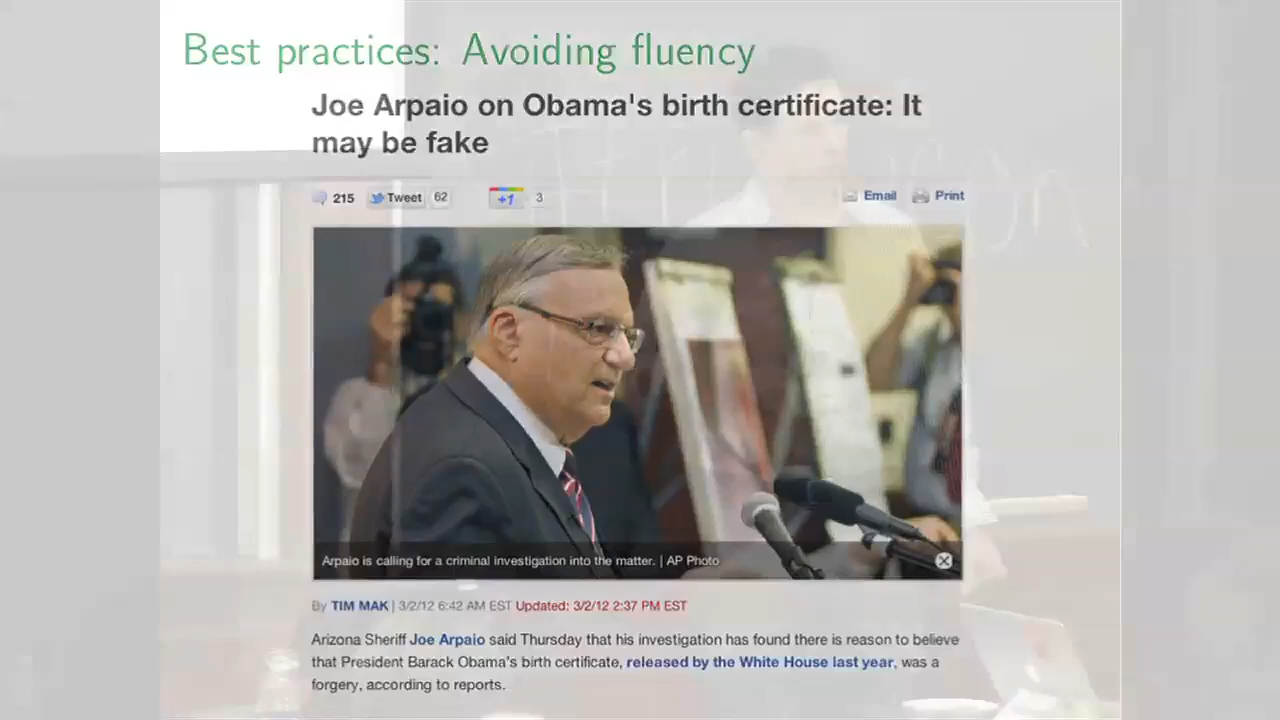 Best practices: Avoiding fluency
Joe Arpaio on Obama's birth certificate: It
may be fake
215 Tweet 62 +1 3 Email Print
Arpaio is calling for a criminal investigation into the matter. | AP Photo
By TIM MAK | 3/2/12 6:42 AM EST Updated: 3/2/12 2:37 PM EST
Arizona Sheriff Joe Arpaio said Thursday that his investigation has found there is reason to believe
that President Barack Obama's birth certificate, released by the White House last year, was a
forgery, according to reports.